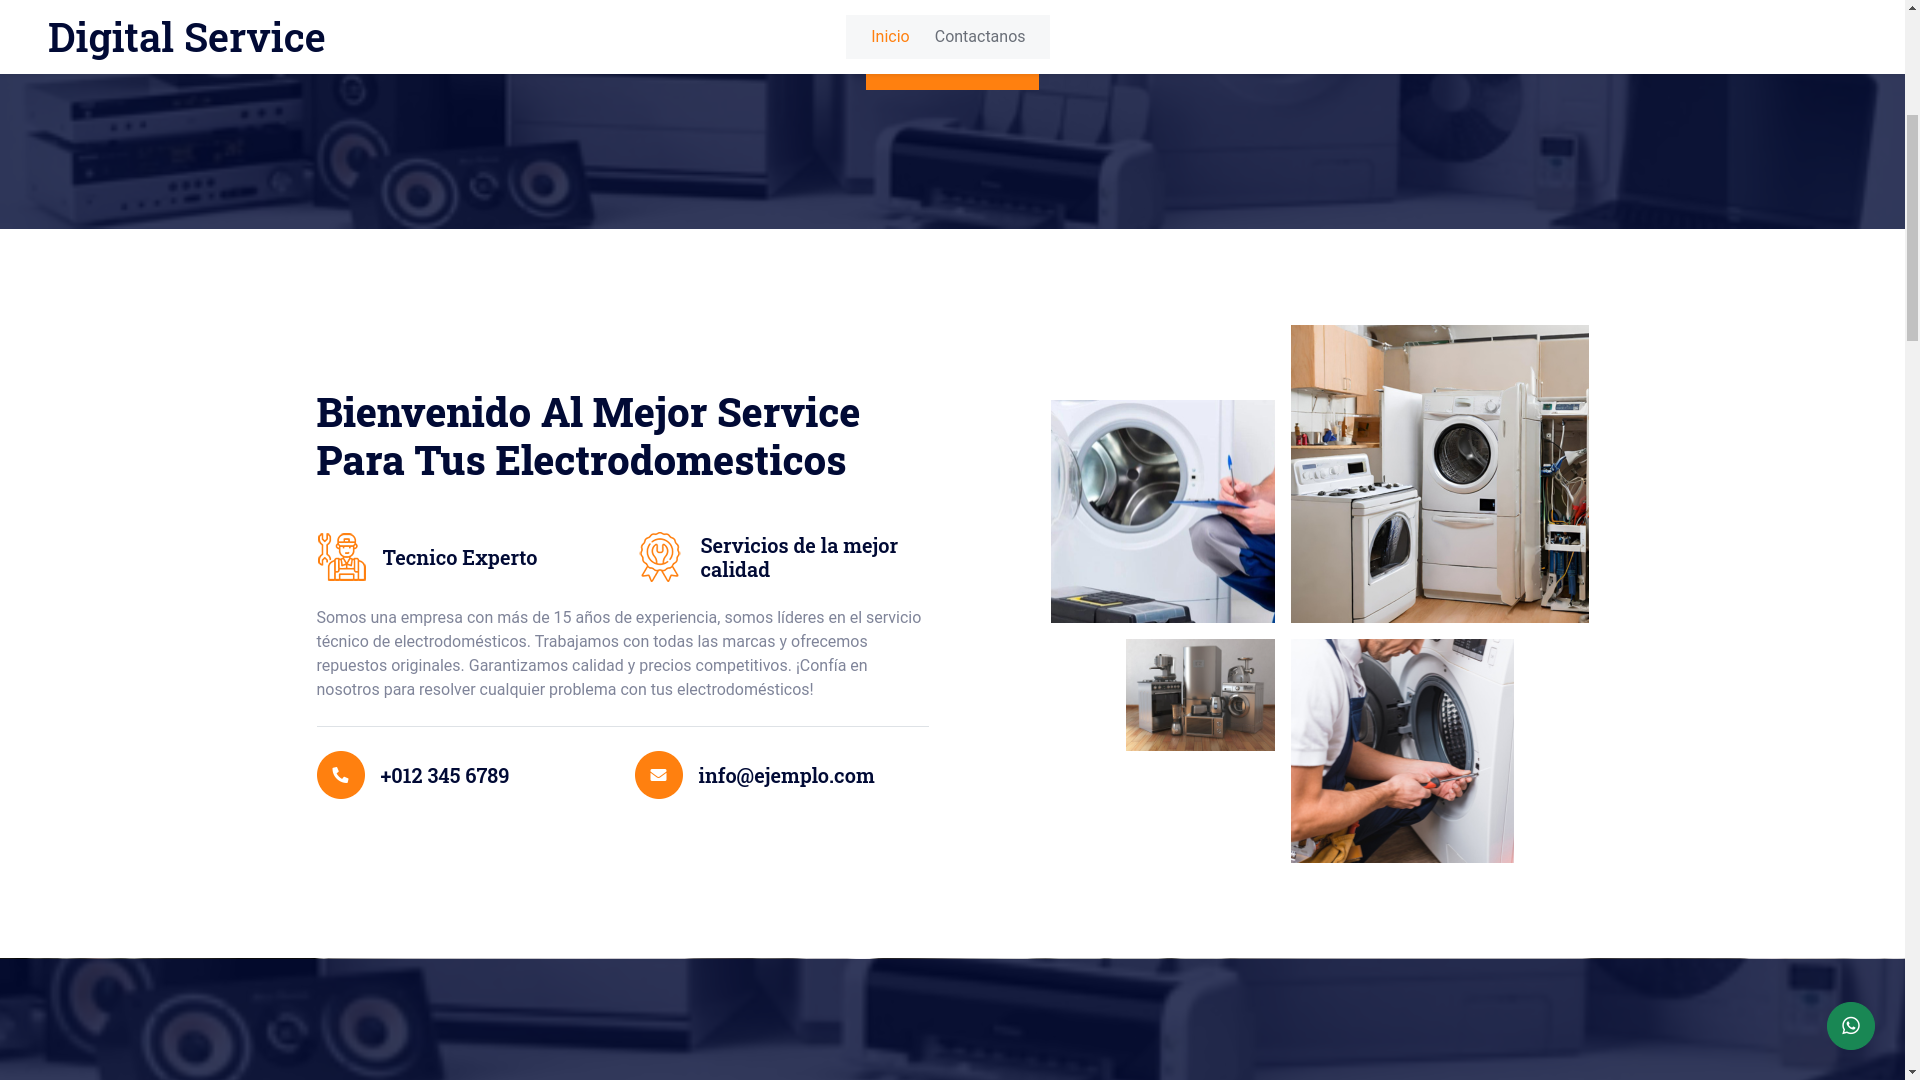 Digital Service
Inicio
Contactanos
Bienvenido Al Mejor Service
Para Tus Electrodomesticos
Tecnico Experto
Servicios de la mejor
calidad
Somos una empresa con más de 15 años de experiencia, somos líderes en el servicio
técnico de electrodomésticos. Trabajamos con todas las marcas y ofrecemos
repuestos originales. Garantizamos calidad y precios competitivos. ¡Confía en
nosotros para resolver cualquier problema con tus electrodomésticos!
+012 345 6789
info@ejemplo.com